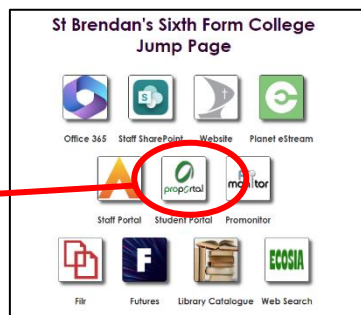 St Brendan's Sixth Form College
Jump Page
Office 365 Staff SharePoint Website Planet eStream
proportal
Staff Portal Student Portal Promonitor
Filr Futures Library Catalogue Web Search
S
e
F
ECOSIA
monitor